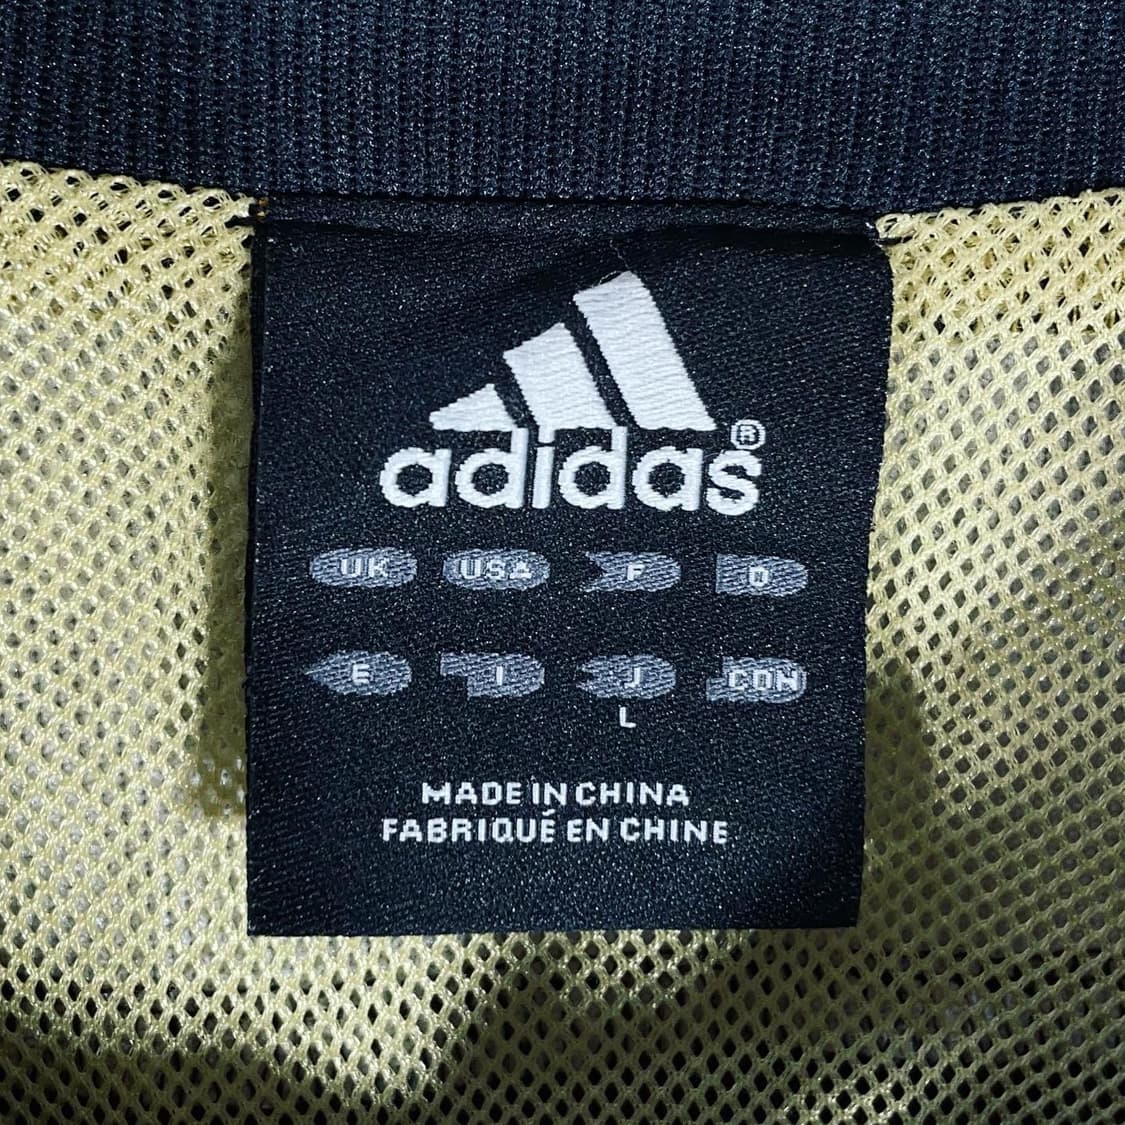 adidas®
UK USA F D
E I J CDN
L
MADE IN CHINA
FABRIQUÉ EN CHINE